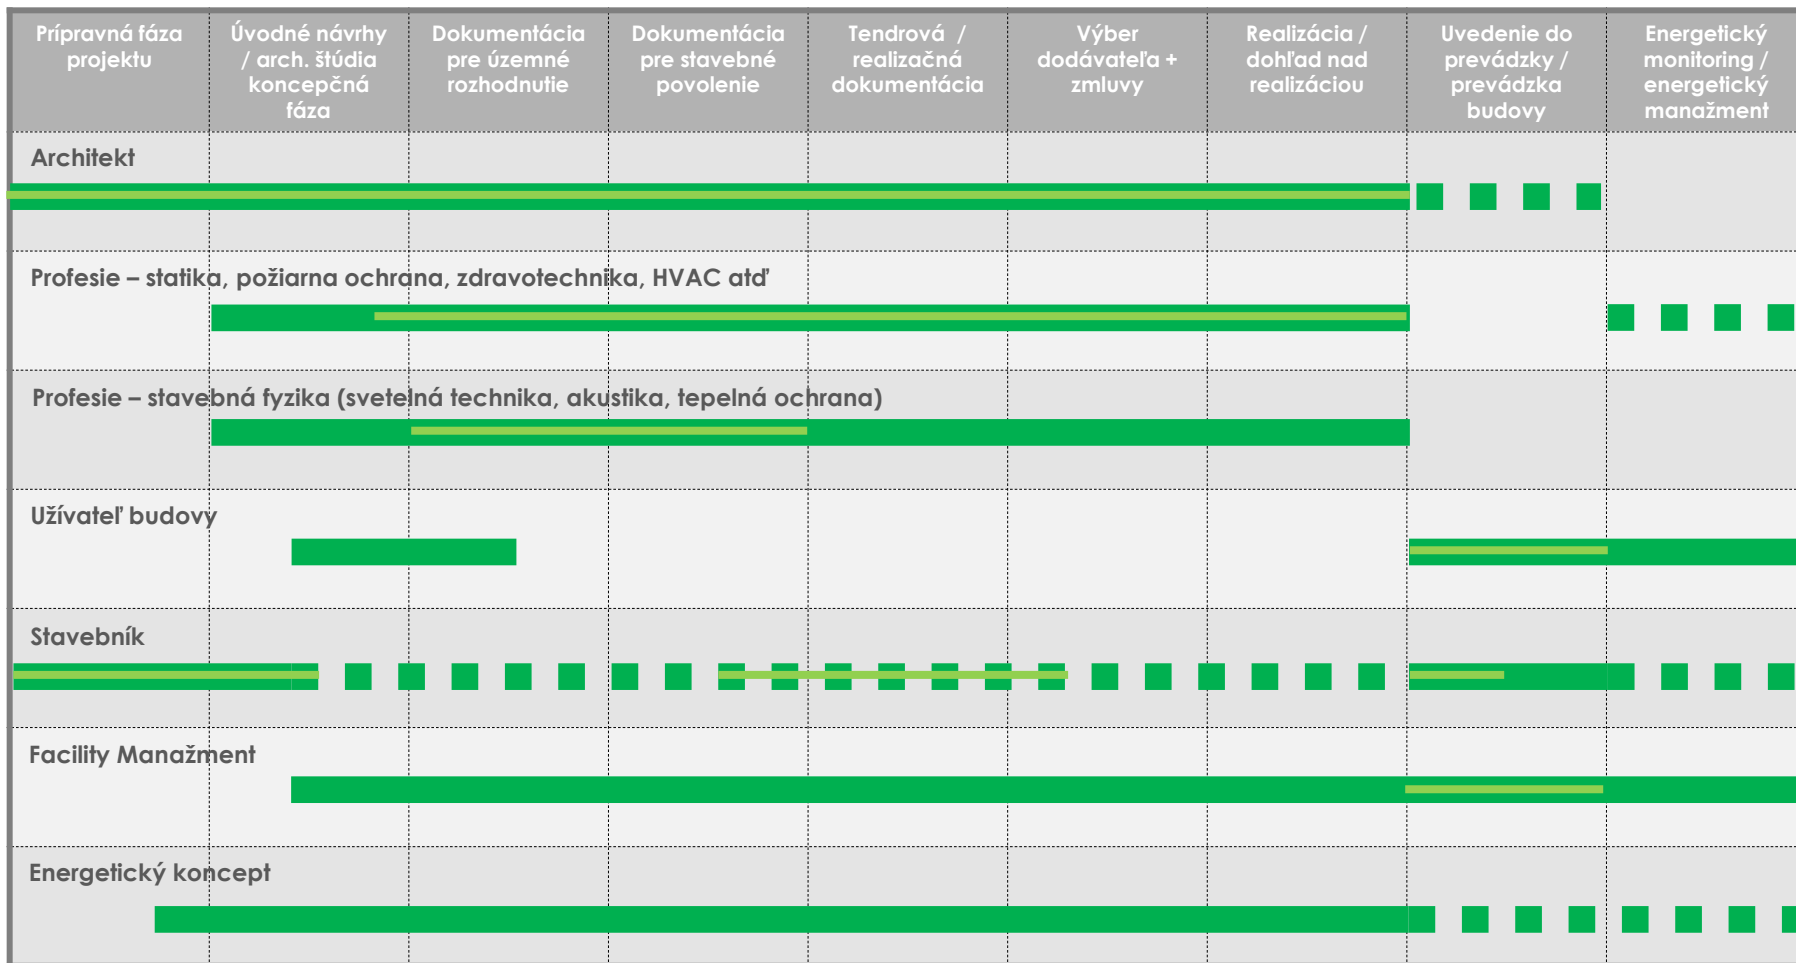 Prípravná fáza
projektu
Úvodné návrhy
/ arch. štúdia
koncepčná
fáza
Dokumentácia
pre územné
rozhodnutie
Dokumentácia
pre stavebné
povolenie
Tendrová /
realizačná
dokumentácia
Výber
dodávateľa +
zmluvy
Realizácia /
dohľad nad
realizáciou
Uvedenie do
prevádzky /
prevádzka
budovy
Energetický
monitoring /
energetický
manažment
Architekt
Profesie – statika, požiarna ochrana, zdravotechnika, HVAC atď
Profesie – stavebná fyzika (svetelná technika, akustika, tepelná ochrana)
Užívateľ budovy
Stavebník
Facility Manažment
Energetický koncept